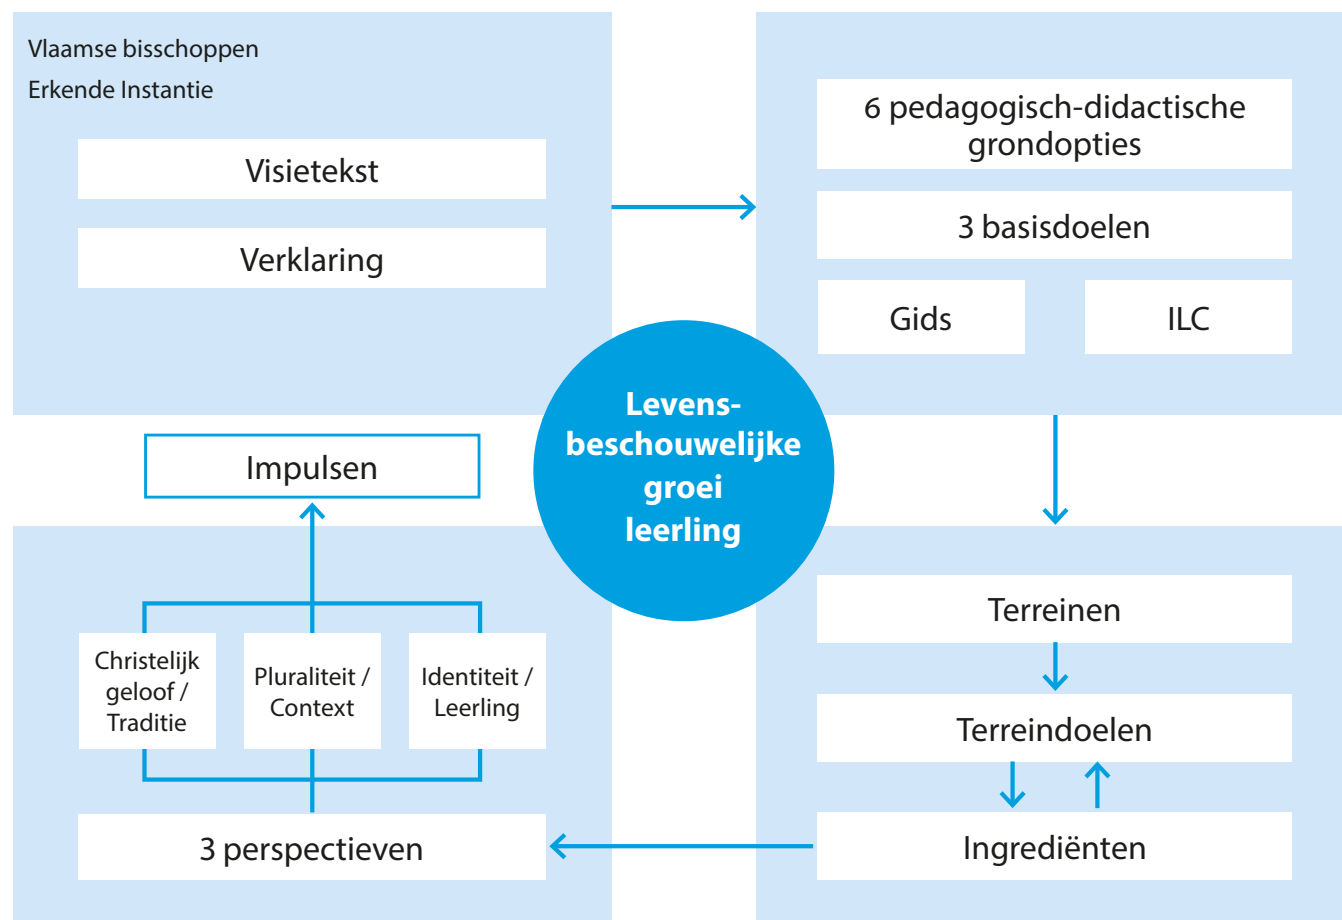 Vlaamse bisschoppen
Erkende Instantie
Visietekst
Verklaring
6 pedagogisch-didactische
grondopties
3 basisdoelen
Gids
ILC
Levens-
beschouwelijke
groei
leerling
Impulsen
Christelijk
geloof /
Traditie
Pluraliteit /
Context
Identiteit /
Leerling
3 perspectieven
Terreinen
Terreindoelen
Ingrediënten